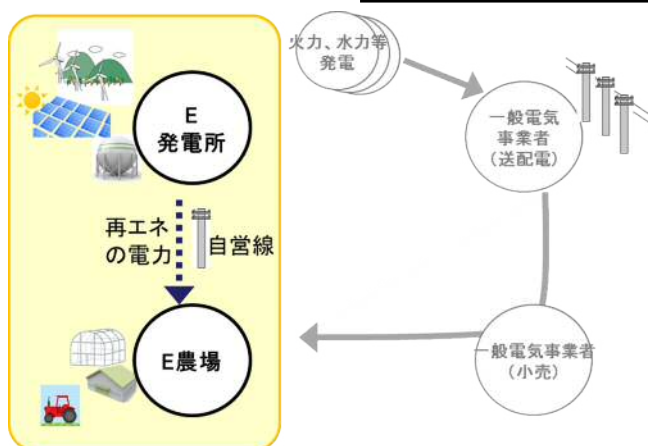 E
発電所
再エネ
の電力
自営線
E農場
火力、水力等
発電
一般電気
事業者
(送配電)
一般電気事業者
(小売)